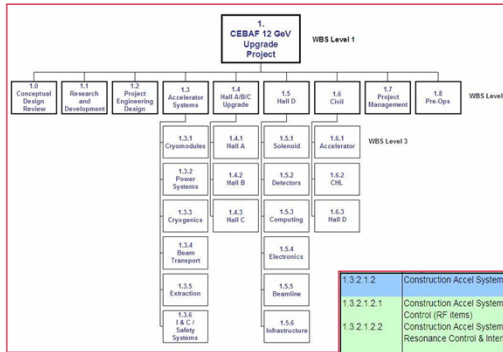 1.
CEBAF 12 GeV
Upgrade
Project
WBS Level 1
1.0
Conceptual
Design
Review
1.1
Research
and
Development
1.2
Project
Engineering
Design
1.3
Accelerator
Systems
1.4
Hall A/B/C
Upgrade
1.5
Hall D
1.6
Civil
1.7
Project
Management
1.8
Pre-Ops
WBS Level
1.3.1
Cryomodules
1.3.2
Power
Systems
1.3.3
Cryogenics
1.3.4
Beam
Transport
1.3.5
Extraction
1.3.6
I & C /
Safety
Systems
1.4.1
Hall A
1.4.2
Hall B
1.4.3
Hall C
1.5.1
Solenoid
1.5.2
Detectors
1.5.3
Computing
1.5.4
Electronics
1.5.5
Beamline
1.5.6
Infrastructure
1.6.1
Accelerator
1.6.2
CHL
1.6.3
Hall D
WBS Level 3
1.3.2.1.2 Construction Accel System
1.3.2.1.2.1 Construction Accel System
Control (RF items)
1.3.2.1.2.2 Construction Accel System
Resonance Control & Inter